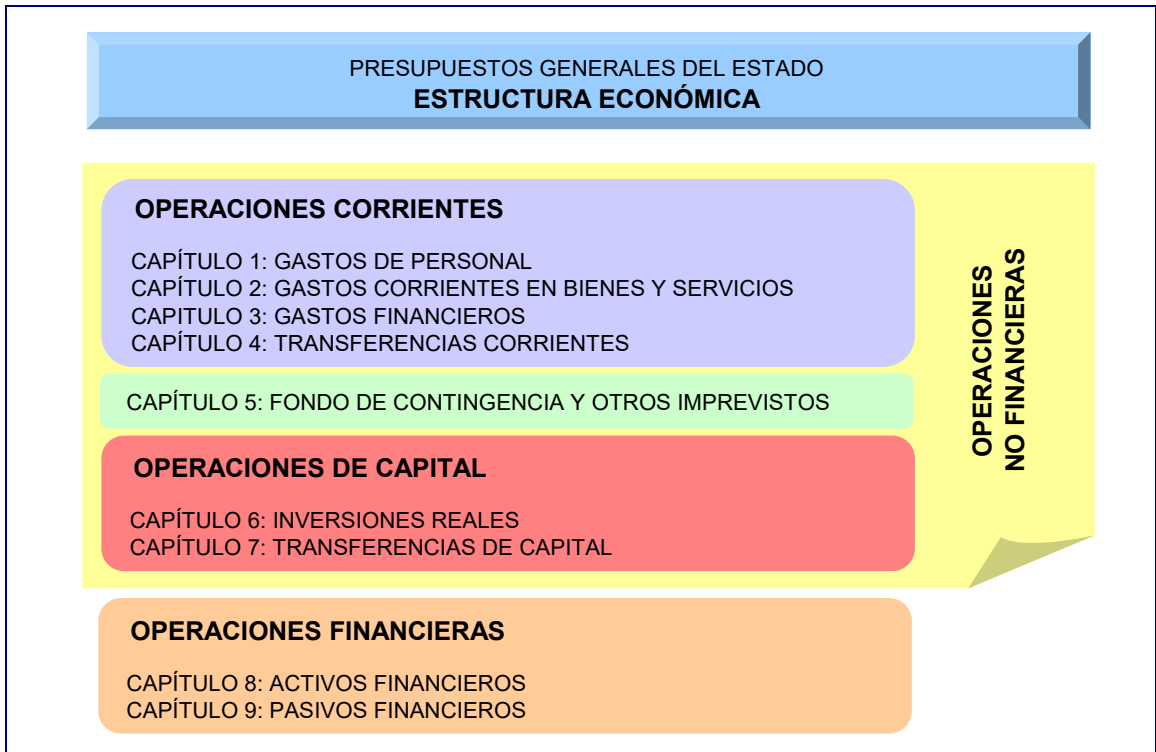 PRESUPUESTOS GENERALES DEL ESTADO
ESTRUCTURA ECONÓMICA
OPERACIONES CORRIENTES
CAPÍTULO 1: GASTOS DE PERSONAL
CAPÍTULO 2: GASTOS CORRIENTES EN BIENES Y SERVICIOS
CAPITULO 3: GASTOS FINANCIEROS
CAPÍTULO 4: TRANSFERENCIAS CORRIENTES
CAPÍTULO 5: FONDO DE CONTINGENCIA Y OTROS IMPREVISTOS
OPERACIONES DE CAPITAL
CAPÍTULO 6: INVERSIONES REALES
CAPÍTULO 7: TRANSFERENCIAS DE CAPITAL
OPERACIONES
NO FINANCIERAS
OPERACIONES FINANCIERAS
CAPÍTULO 8: ACTIVOS FINANCIEROS
CAPÍTULO 9: PASIVOS FINANCIEROS